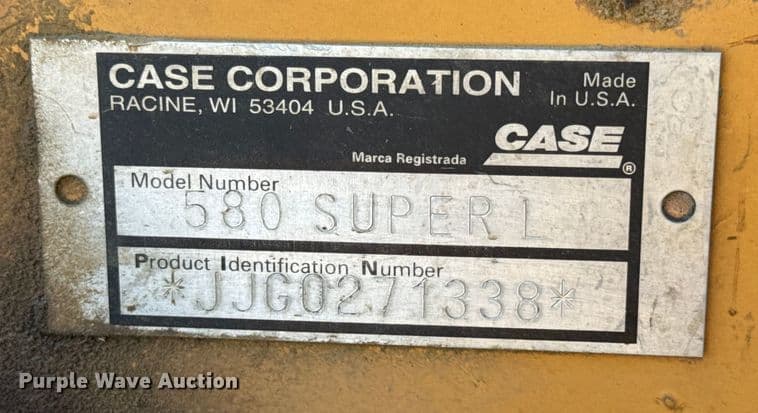 CASE CORPORATION
RACINE, WI 53404 U.S.A.
Made
In U.S.A.
Marca Registrada
CASE
®
Model Number
580 SUPER L
Product Identification Number
*JJG0271338*
Purple Wave Auction